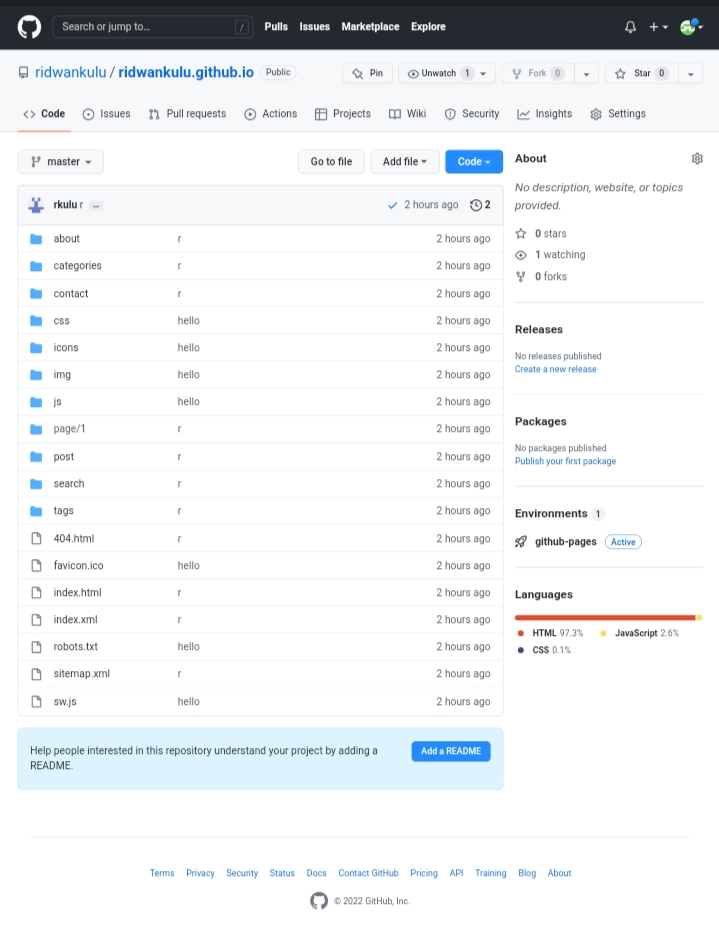 Search or jump to... / Pulls Issues Marketplace Explore
ridwankulu / ridwankulu.github.io Public Pin Unwatch 1 Fork 0 Star 0
Code Issues Pull requests Actions Projects Wiki Security Insights Settings
master Go to file Add file Code
rkulu r ... 2 hours ago 2
about r 2 hours ago
categories r 2 hours ago
contact r 2 hours ago
css hello 2 hours ago
icons hello 2 hours ago
img hello 2 hours ago
js hello 2 hours ago
page/1 r 2 hours ago
post r 2 hours ago
search r 2 hours ago
tags r 2 hours ago
404.html r 2 hours ago
favicon.ico hello 2 hours ago
index.html r 2 hours ago
index.xml r 2 hours ago
robots.txt hello 2 hours ago
sitemap.xml r 2 hours ago
sw.js hello 2 hours ago
Help people interested in this repository understand your project by adding a
README.
Add a README
About
No description, website, or topics
provided.
0 stars
1 watching
0 forks
Releases
No releases published
Create a new release
Packages
No packages published
Publish your first package
Environments 1
github-pages Active
Languages
HTML 97.3% JavaScript 2.6%
CSS 0.1%
Terms Privacy Security Status Docs Contact GitHub Pricing API Training Blog About
© 2022 GitHub, Inc.